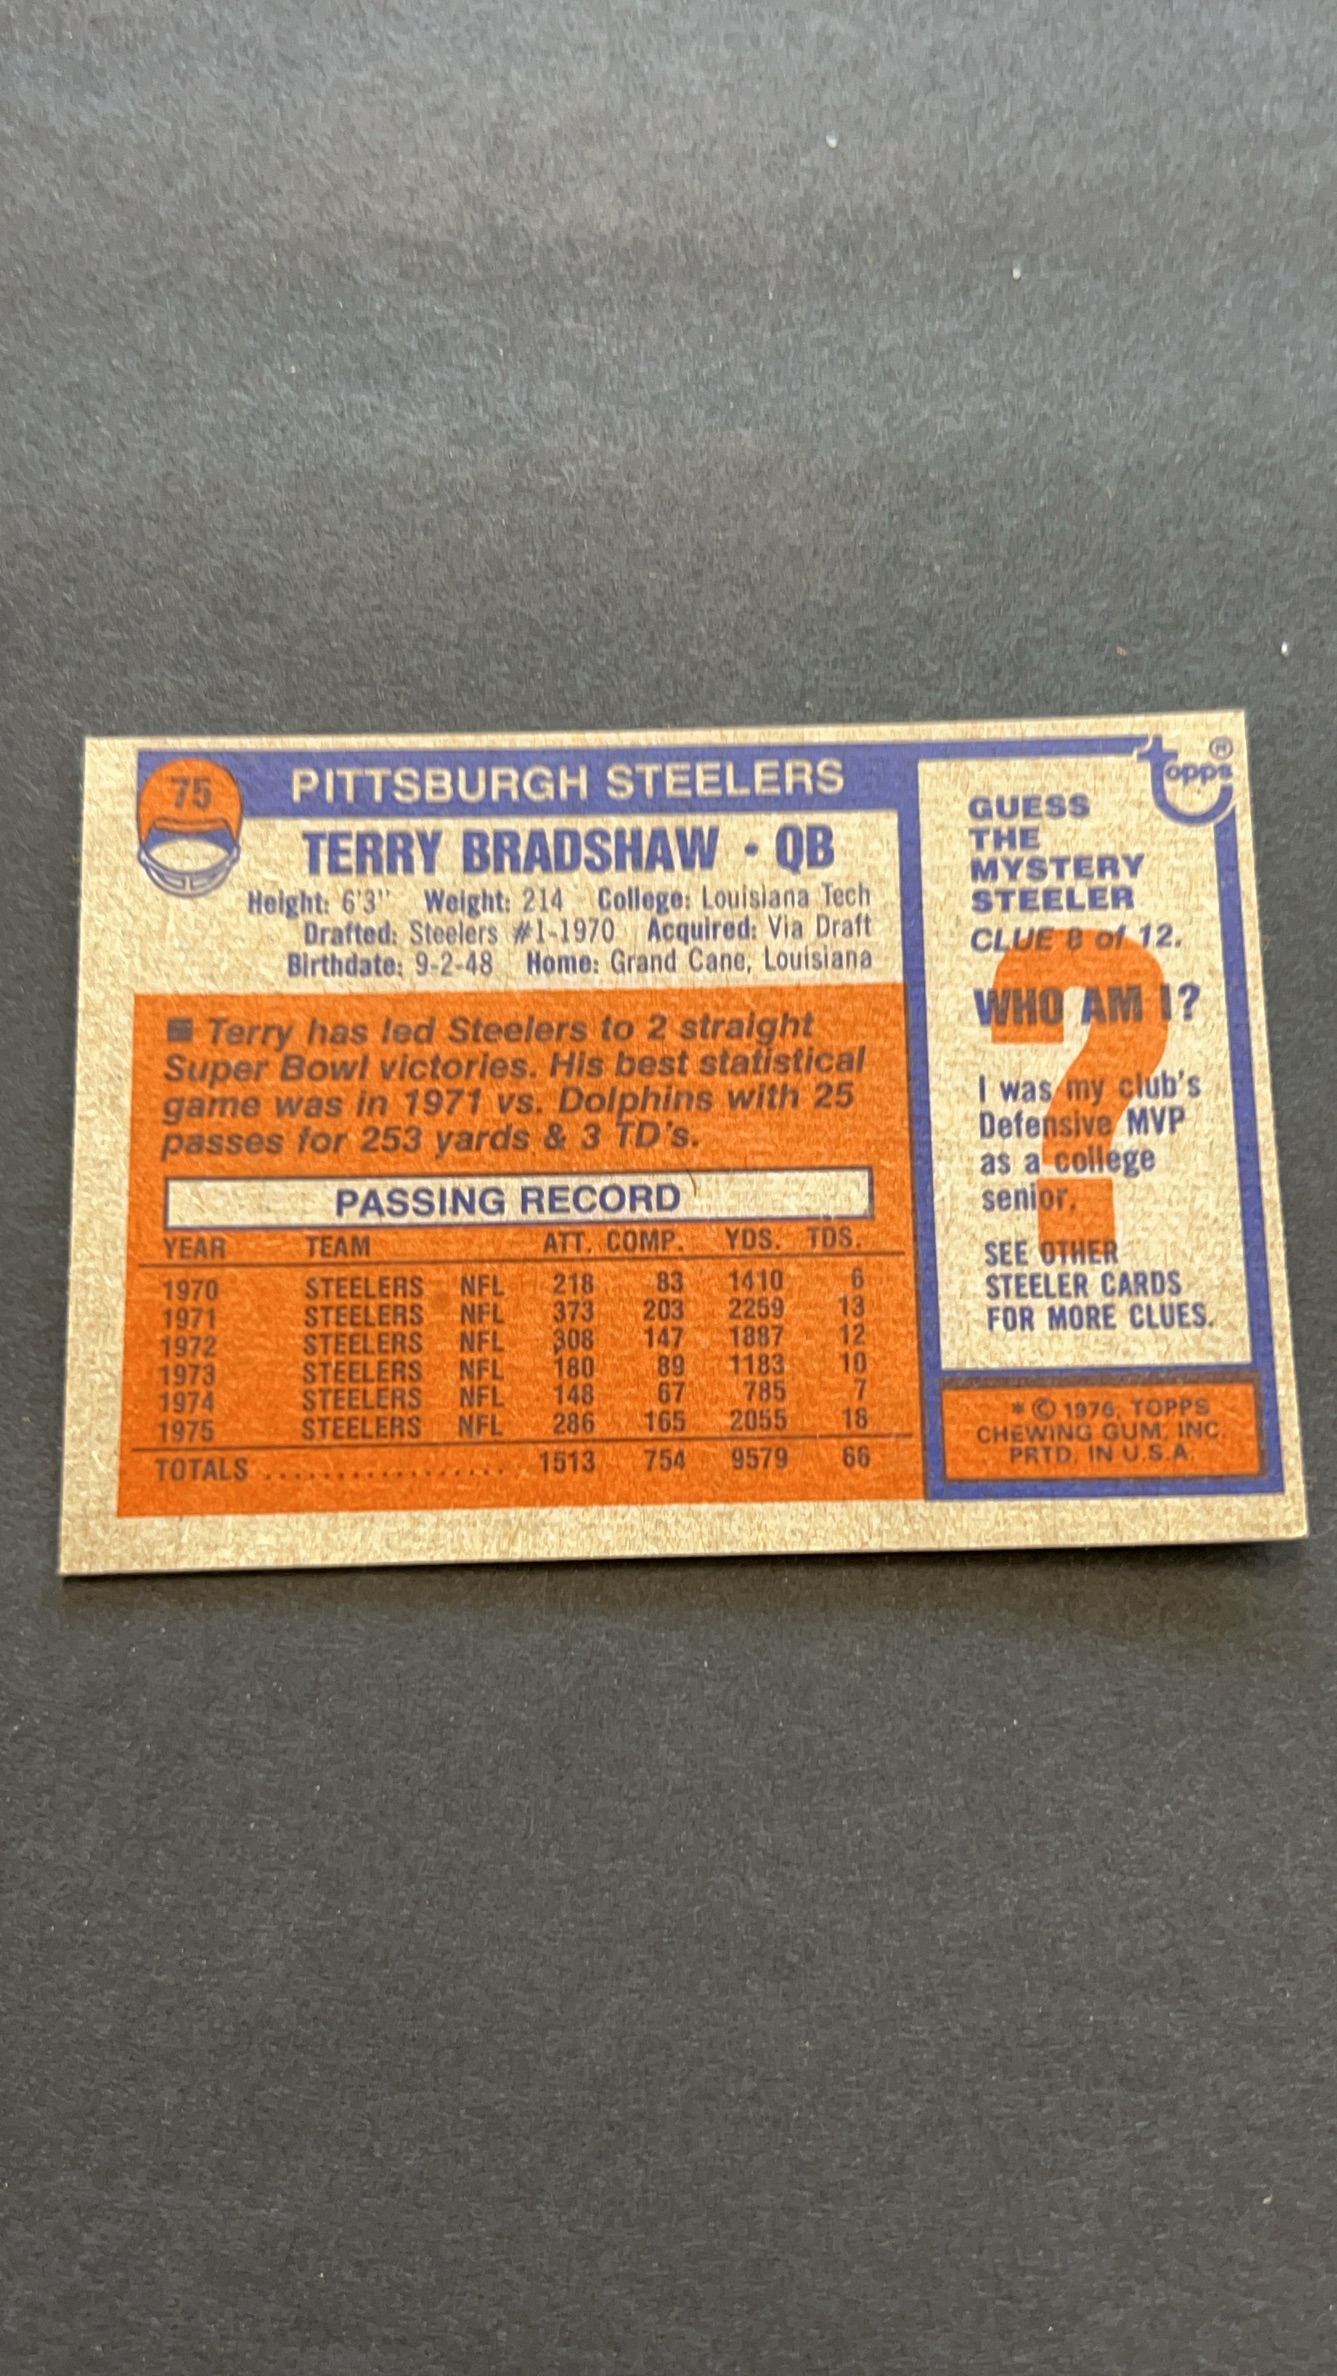 75
PITTSBURGH STEELERS
TERRY BRADSHAW • QB
Height: 6'3" Weight: 214 College: Louisiana Tech
Drafted: Steelers #1-1970 Acquired: Via Draft
Birthdate: 9-2-48 Home: Grand Cane, Louisiana
Terry has led Steelers to 2 straight
Super Bowl victories. His best statistical
game was in 1971 vs. Dolphins with 25
passes for 253 yards & 3 TD's.
PASSING RECORD
YEAR TEAM ATT. COMP. YDS. TDS.
1970 STEELERS NFL 218 83 1410 6
1971 STEELERS NFL 373 203 2259 13
1972 STEELERS NFL 308 147 1887 12
1973 STEELERS NFL 180 89 1183 10
1974 STEELERS NFL 148 67 785 7
1975 STEELERS NFL 286 165 2055 18
TOTALS .................. 1513 754 9579 66
topps®
GUESS
THE
MYSTERY
STEELER
CLUE 8 of 12.
WHO AM I?
?
I was my club's
Defensive MVP
as a college
senior.
SEE OTHER
STEELER CARDS
FOR MORE CLUES.
* © 1976, TOPPS
CHEWING GUM, INC.
PRTD. IN U.S.A.